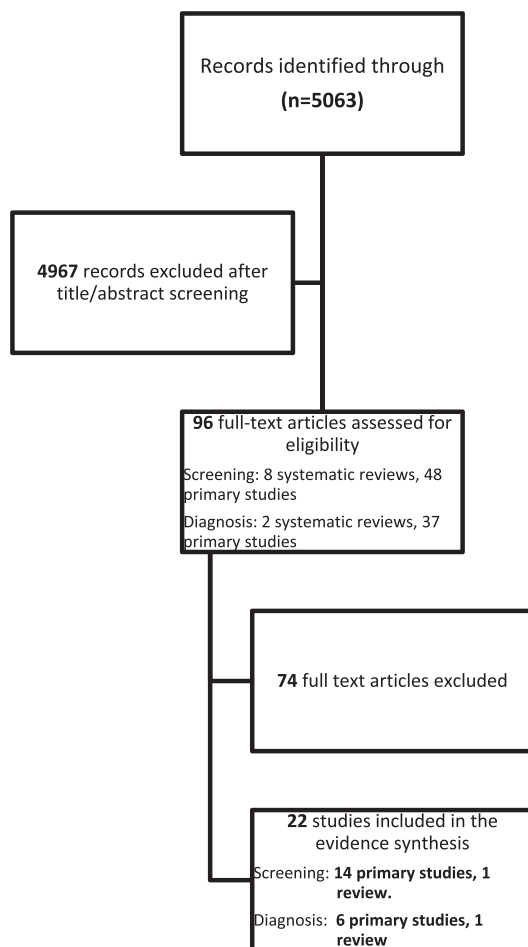 Records identified through
(n=5063)
4967 records excluded after
title/abstract screening
96 full-text articles assessed for
eligibility
Screening: 8 systematic reviews, 48
primary studies
Diagnosis: 2 systematic reviews, 37
primary studies
74 full text articles excluded
22 studies included in the
evidence synthesis
Screening: 14 primary studies, 1
review.
Diagnosis: 6 primary studies, 1
review